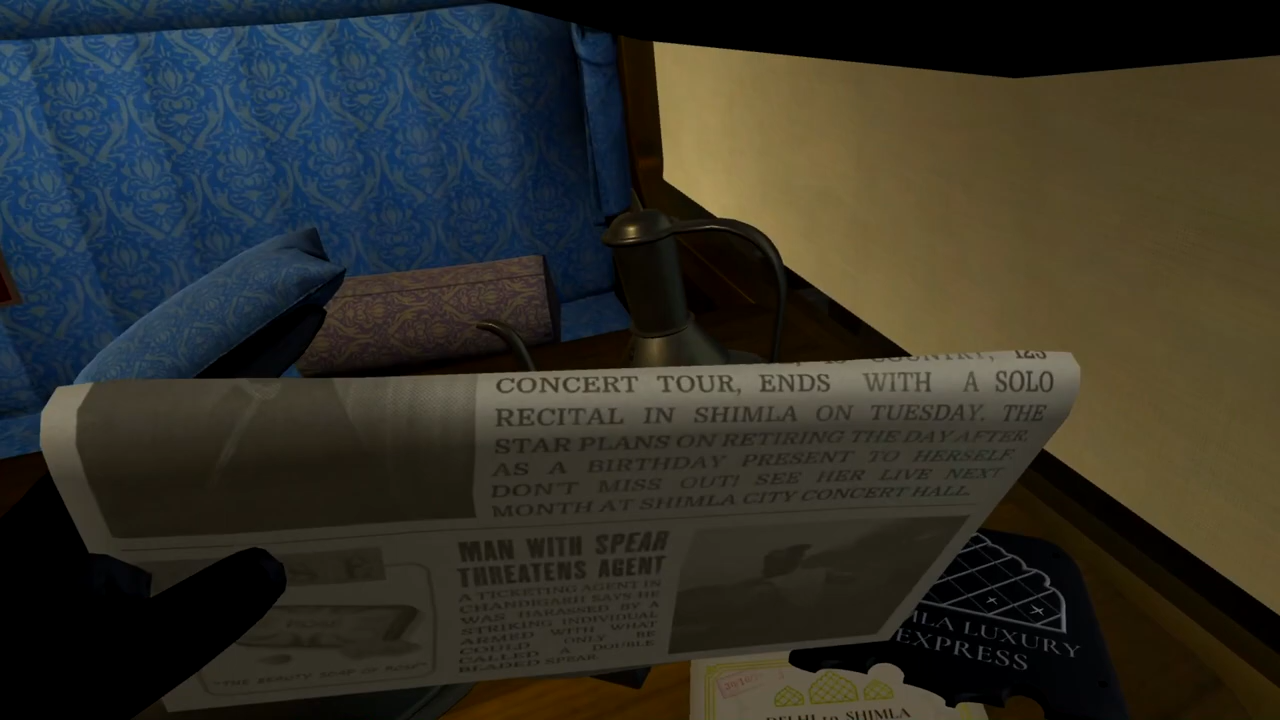 COUNTRY, 123
CONCERT TOUR, ENDS WITH A SOLO
RECITAL IN SHIMLA ON TUESDAY. THE
STAR PLANS ON RETIRING THE DAY AFTER,
AS A BIRTHDAY PRESENT TO HERSELF.
DON'T MISS OUT! SEE HER LIVE NEXT
MONTH AT SHIMLA CITY CONCERT HALL.
MAN WITH SPEAR
THREATENS AGENT
A TICKETING AGENT IN
CHANDIGARH SAYS HE
WAS HARASSED BY A
STRIKING INDIVIDUAL
ARMED WITH WHAT
COULD ONLY BE
CALLED A DOUBLE
BLADED SPEAR.
"THE BEAUTY SOAP OF ROSE"
LUXURY
EXPRESS
DELHI to SHIMLA